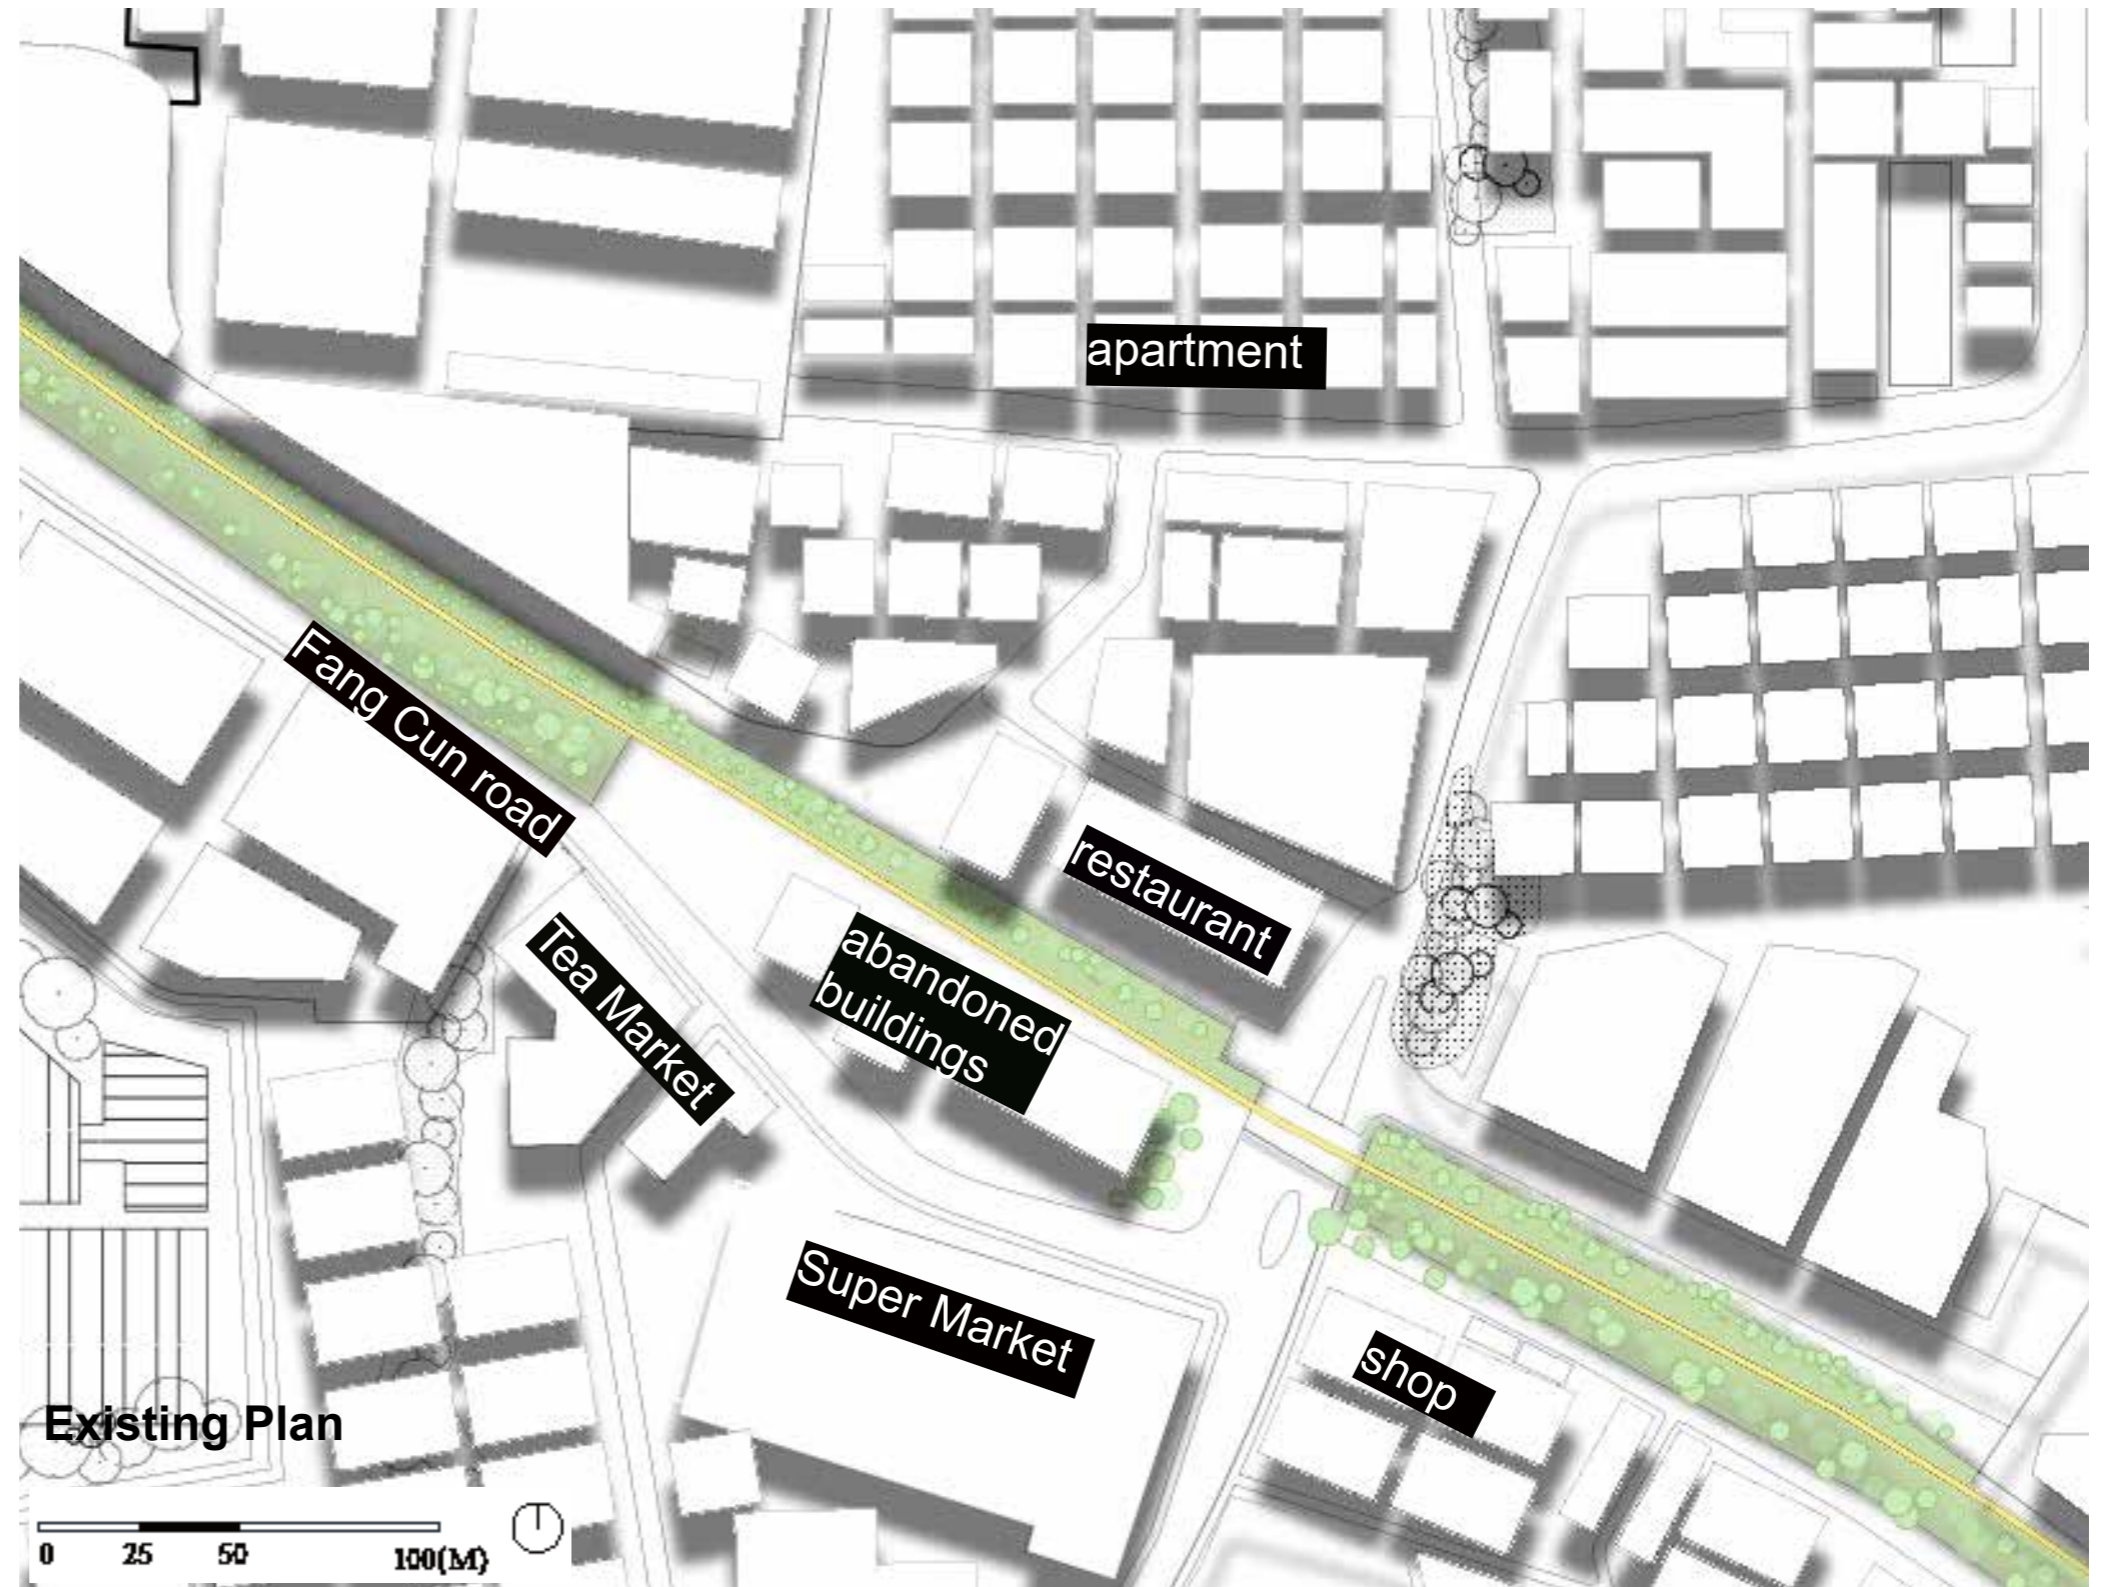 apartment
Fang Cun road
restaurant
abandoned
buildings
Tea Market
Super Market
shop
Existing Plan
0 25 50 100(M)